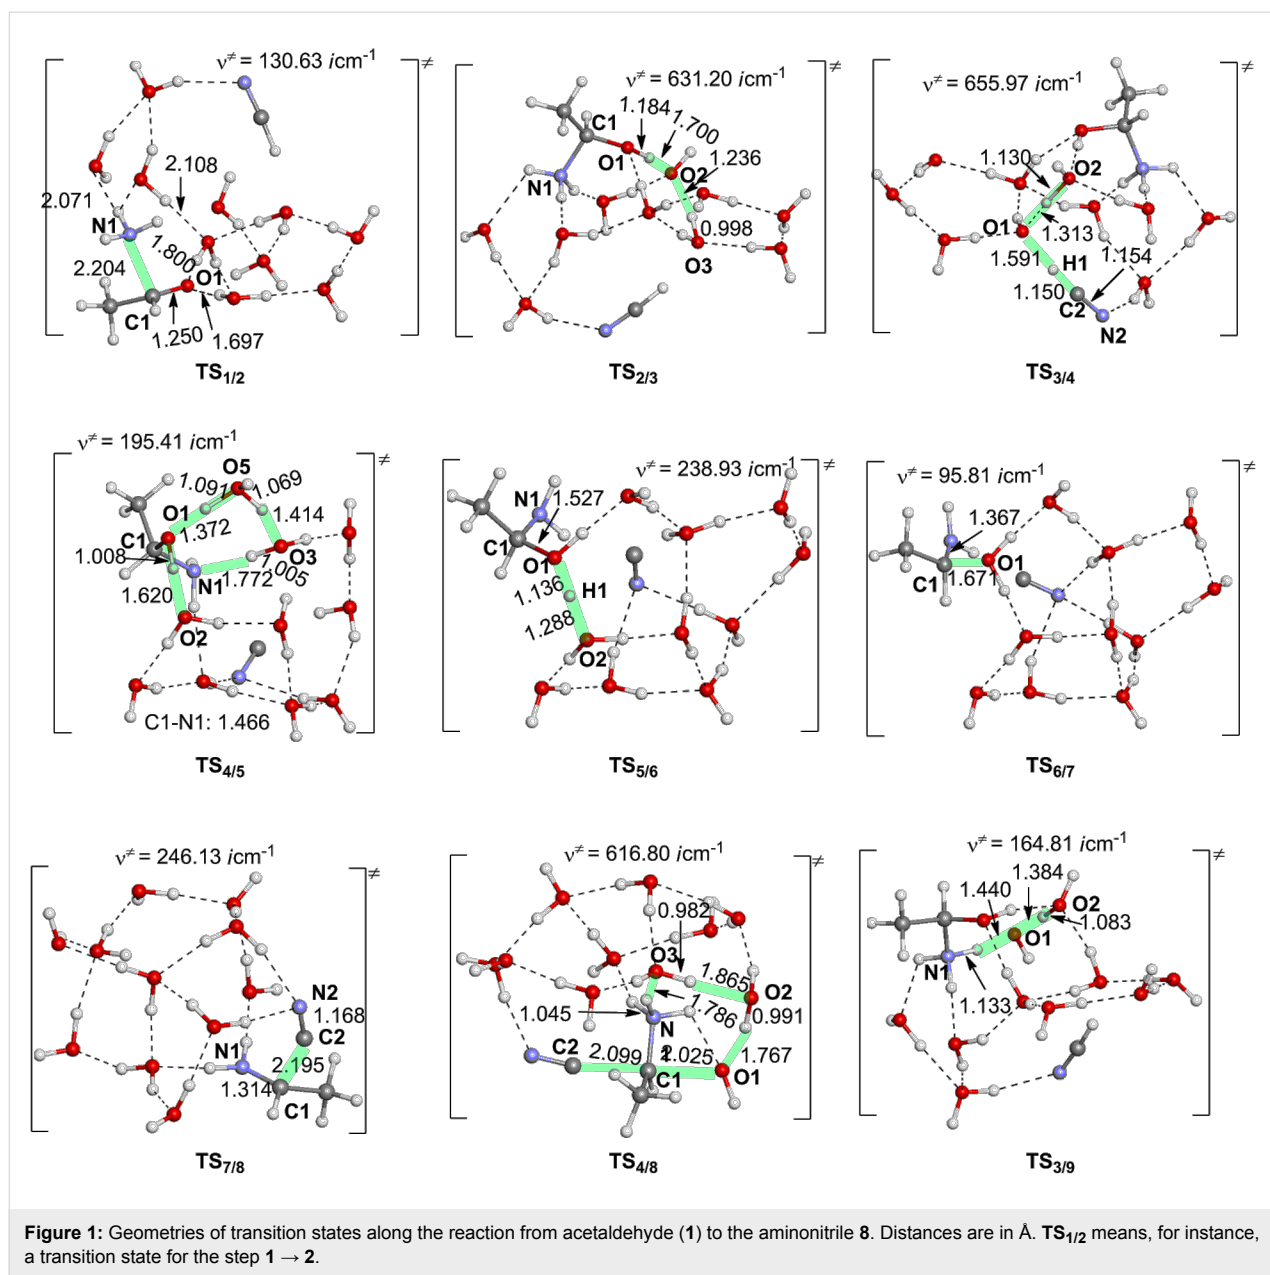 ν≠ = 130.63 icm-1
≠
2.108
2.071
N1
1.800
2.204
O1
C1
1.250
1.697
TS1/2
ν≠ = 631.20 icm-1
≠
1.184
1.700
C1
O1
1.236
O2
N1
0.998
O3
TS2/3
ν≠ = 655.97 icm-1
≠
1.130
O2
O1
1.313
1.591
H1
1.154
1.150
C2
N2
TS3/4
ν≠ = 195.41 icm-1
≠
O5
1.091
1.069
O1
1.372
1.414
C1
O3
1.008
N1
1.772
1.005
1.620
O2
C1-N1: 1.466
TS4/5
ν≠ = 238.93 icm-1
≠
N1
1.527
C1
O1
1.136
H1
1.288
O2
TS5/6
ν≠ = 95.81 icm-1
≠
1.367
O1
C1
1.671
TS6/7
ν≠ = 246.13 icm-1
≠
N2
1.168
C2
N1
2.195
1.314
C1
TS7/8
ν≠ = 616.80 icm-1
≠
0.982
O3
1.865
O2
1.045
1.786
0.991
N
C2
2.099
1.025
1.767
C1
O1
TS4/8
ν≠ = 164.81 icm-1
≠
1.384
1.440
O2
1.083
O1
N1
1.133
TS3/9
Figure 1: Geometries of transition states along the reaction from acetaldehyde (1) to the aminonitrile 8. Distances are in Å. TS1/2 means, for instance,
a transition state for the step 1 → 2.